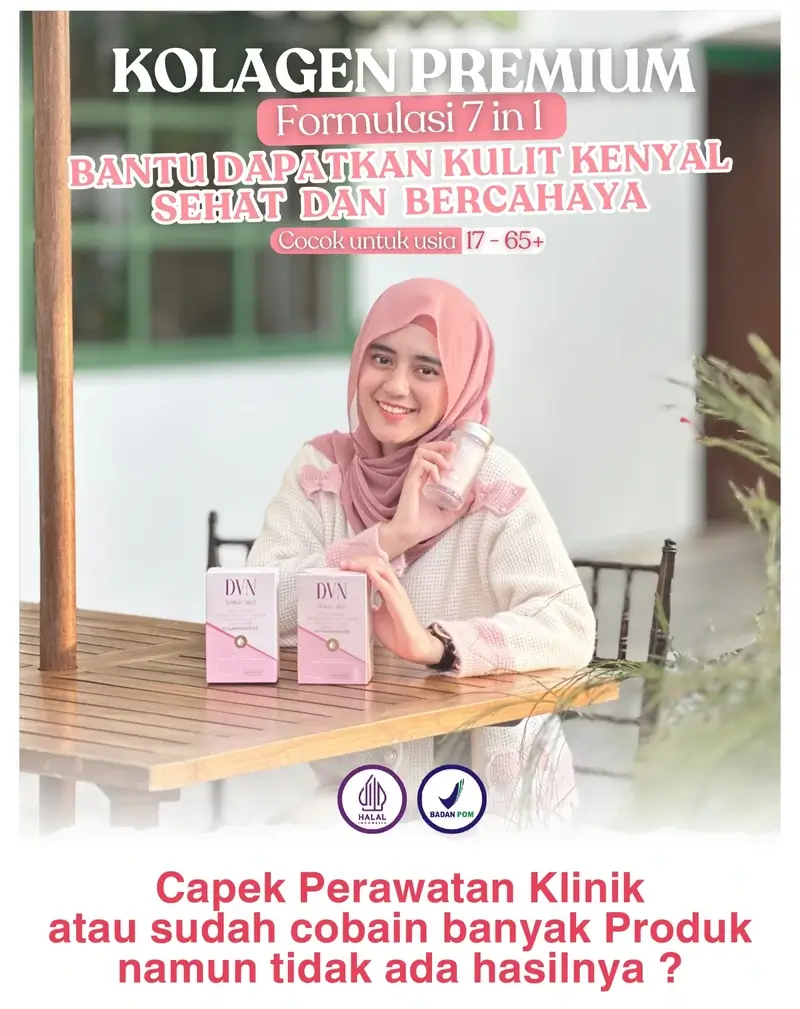 KOLAGEN PREMIUM
Formulasi 7 in 1
BANTU DAPATKAN KULIT KENYAL
SEHAT DAN BERCAHAYA
Cocok untuk usia 17 - 65+
DVN
DVN
HALAL
INDONESIA
BADAN POM
Capek Perawatan Klinik
atau sudah cobain banyak Produk
namun tidak ada hasilnya ?